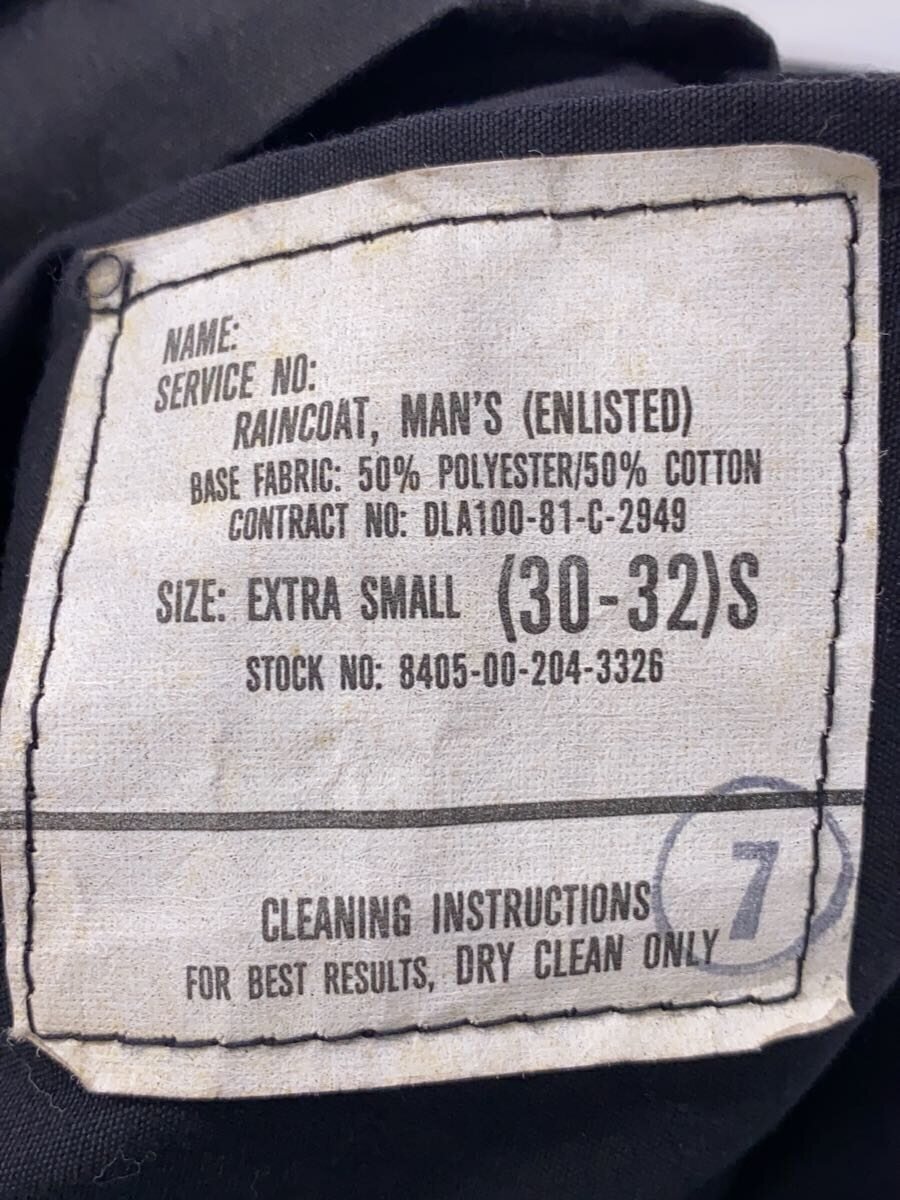 NAME:
SERVICE NO:
RAINCOAT, MAN'S (ENLISTED)
BASE FABRIC: 50% POLYESTER/50% COTTON
CONTRACT NO: DLA100-81-C-2949
SIZE: EXTRA SMALL (30-32)S
STOCK NO: 8405-00-204-3326
7
CLEANING INSTRUCTIONS
FOR BEST RESULTS, DRY CLEAN ONLY